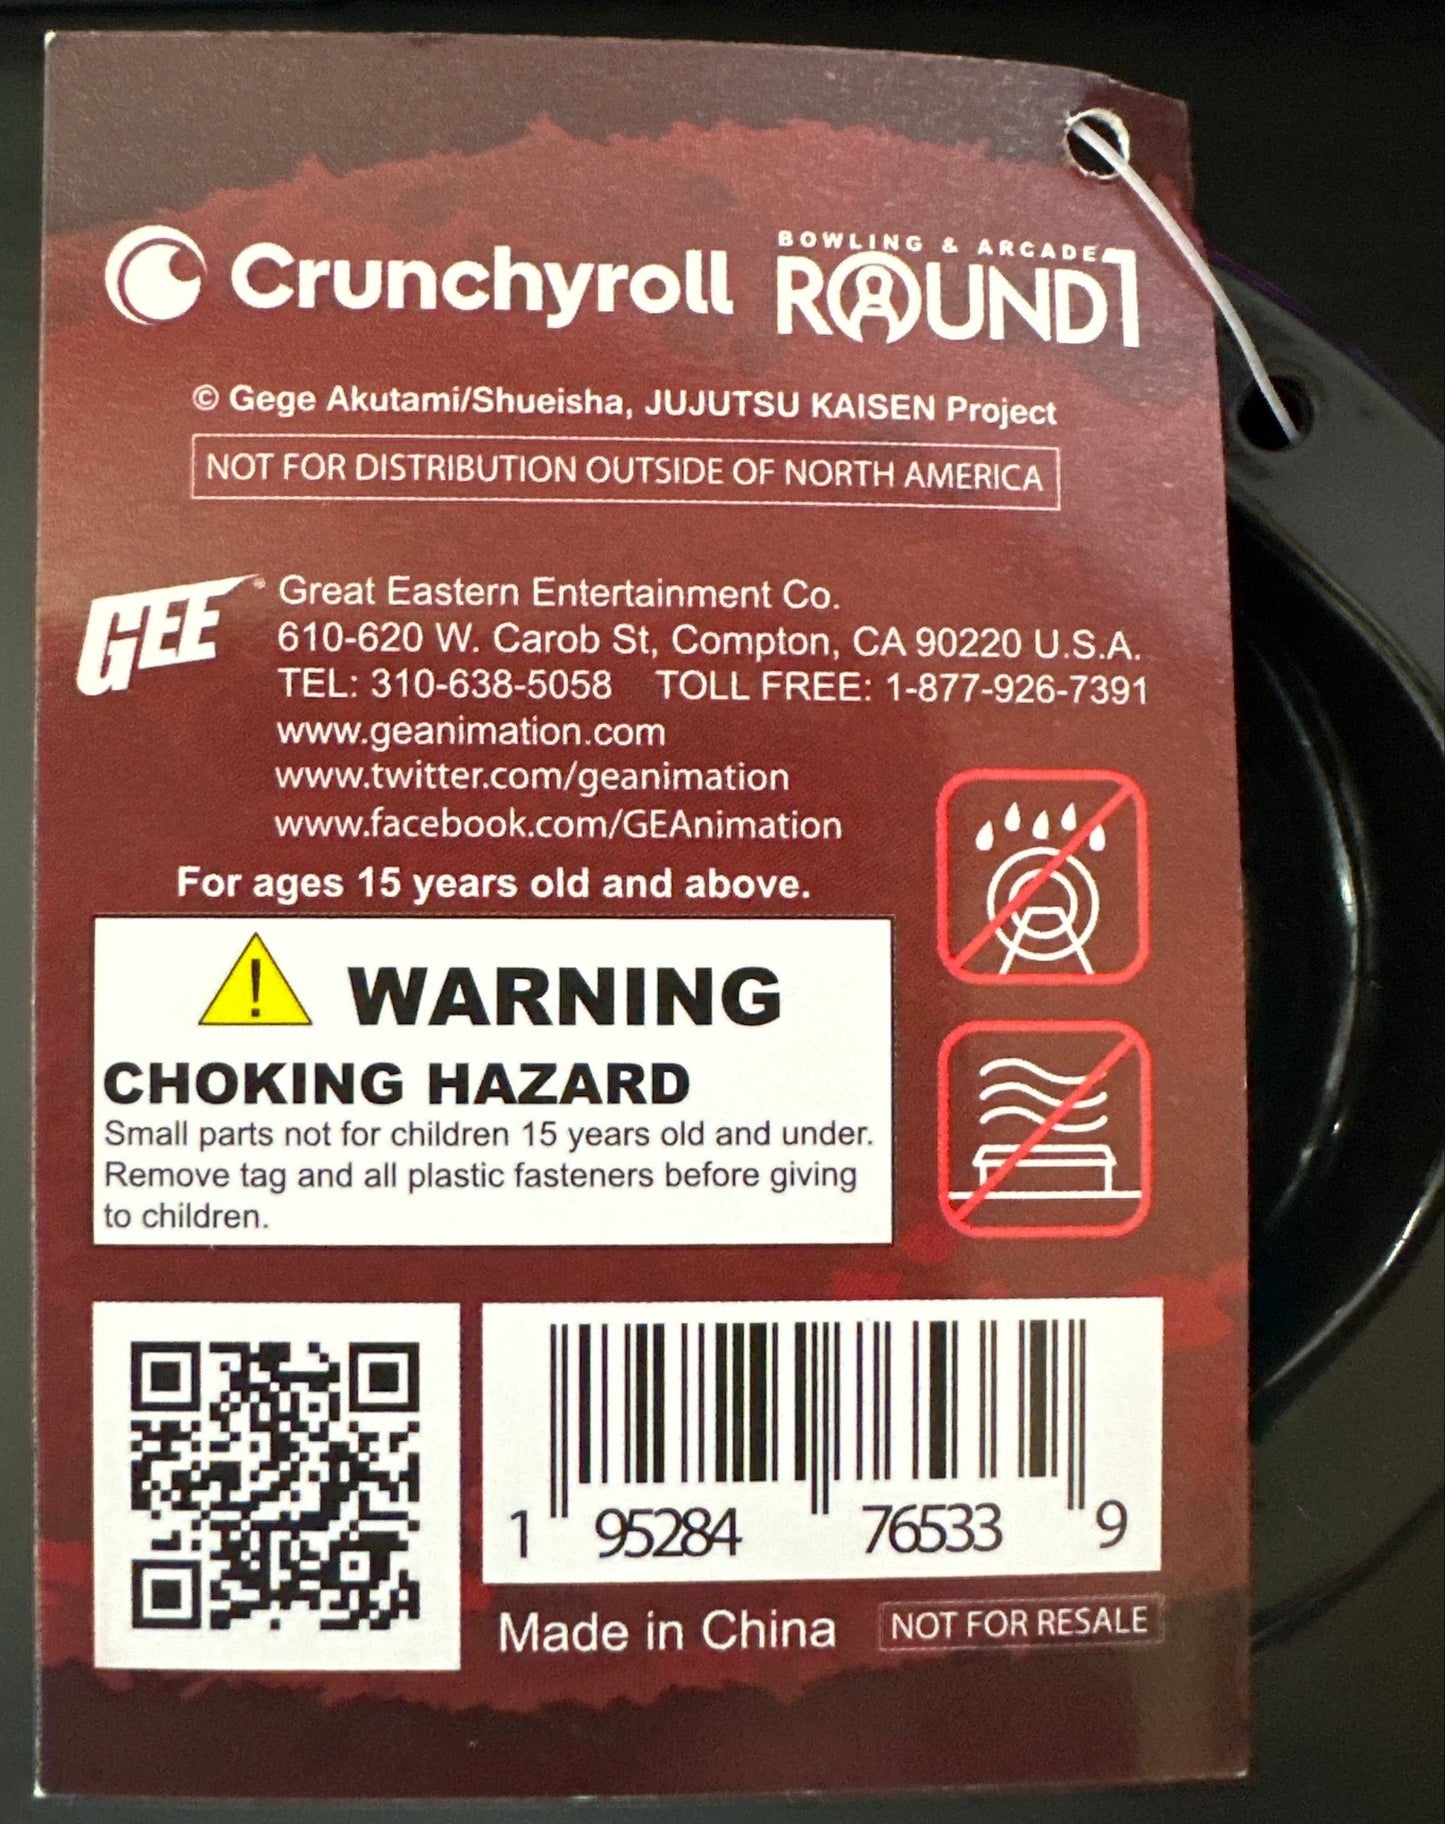 Crunchyroll
BOWLING & ARCADE
ROUND1
© Gege Akutami/Shueisha, JUJUTSU KAISEN Project
NOT FOR DISTRIBUTION OUTSIDE OF NORTH AMERICA
GEE®
Great Eastern Entertainment Co.
610-620 W. Carob St, Compton, CA 90220 U.S.A.
TEL: 310-638-5058 TOLL FREE: 1-877-926-7391
www.geanimation.com
www.twitter.com/geanimation
www.facebook.com/GEAnimation
For ages 15 years old and above.
WARNING
CHOKING HAZARD
Small parts not for children 15 years old and under.
Remove tag and all plastic fasteners before giving
to children.
1 95284 76533 9
Made in China
NOT FOR RESALE